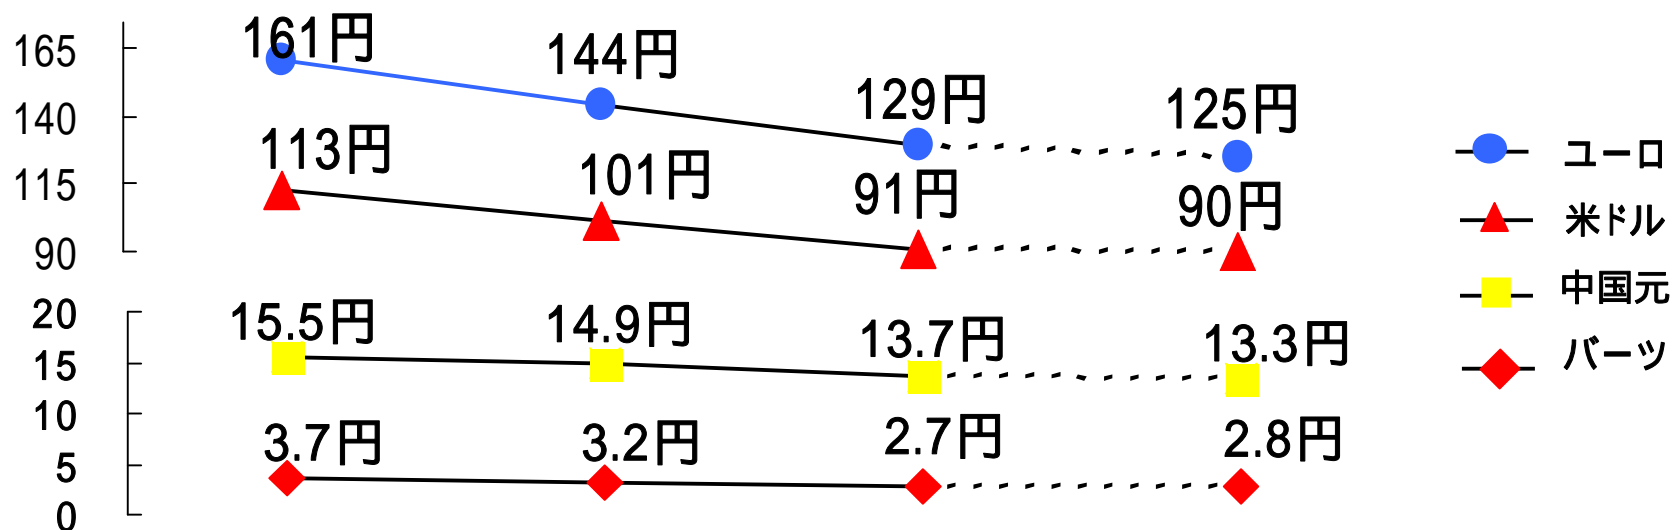 165
140
115
90
161円
144円
129円
125円
113円
101円
91円
90円
20
15
10
5
0
15.5円
14.9円
13.7円
13.3円
3.7円
3.2円
2.7円
2.8円
ユーロ
米ドル
中国元
バーツ